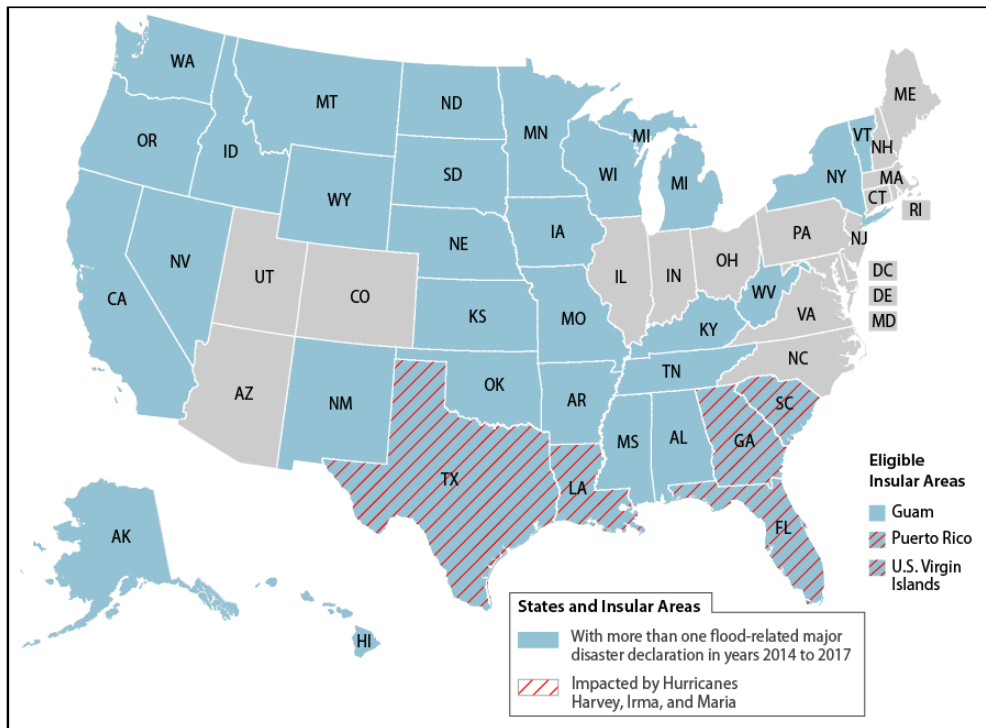 WA
MT
ND
MN
OR
ID
SD
WY
WI
MI
MI
NY
VT
NH
ME
MA
CT
RI
NE
IA
PA
NJ
NV
UT
CO
IL
IN
OH
WV
DC
DE
MD
CA
KS
MO
KY
VA
AZ
NM
OK
AR
TN
NC
SC
MS
AL
GA
TX
LA
FL
AK
HI
Eligible
Insular Areas
Guam
Puerto Rico
U.S. Virgin
Islands
States and Insular Areas
With more than one flood-related major
disaster declaration in years 2014 to 2017
Impacted by Hurricanes
Harvey, Irma, and Maria